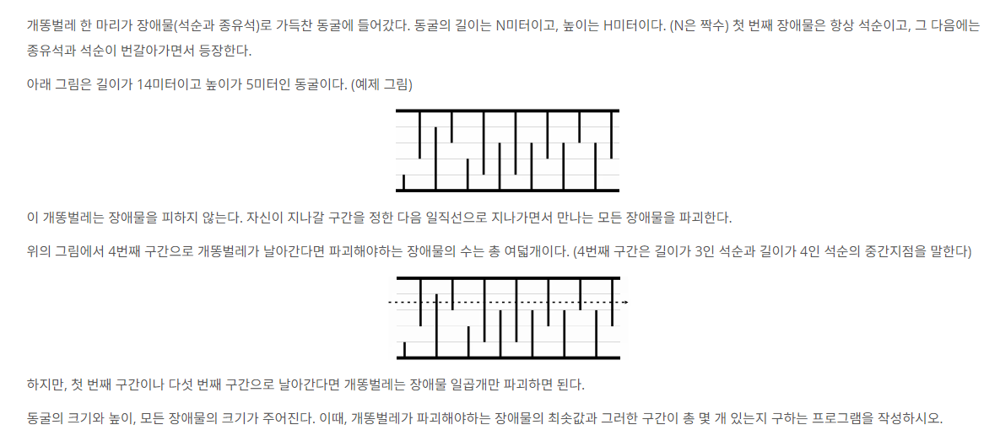 개똥벌레 한 마리가 장애물(석순과 종유석)로 가득찬 동굴에 들어갔다. 동굴의 길이는 N미터이고, 높이는 H미터이다. (N은 짝수) 첫 번째 장애물은 항상 석순이고, 그 다음에는
종유석과 석순이 번갈아가면서 등장한다.
아래 그림은 길이가 14미터이고 높이가 5미터인 동굴이다. (예제 그림)
이 개똥벌레는 장애물을 피하지 않는다. 자신이 지나갈 구간을 정한 다음 일직선으로 지나가면서 만나는 모든 장애물을 파괴한다.
위의 그림에서 4번째 구간으로 개똥벌레가 날아간다면 파괴해야하는 장애물의 수는 총 여덟개이다. (4번째 구간은 길이가 3인 석순과 길이가 4인 석순의 중간지점을 말한다)
하지만, 첫 번째 구간이나 다섯 번째 구간으로 날아간다면 개똥벌레는 장애물 일곱개만 파괴하면 된다.
동굴의 크기와 높이, 모든 장애물의 크기가 주어진다. 이때, 개똥벌레가 파괴해야하는 장애물의 최솟값과 그러한 구간이 총 몇 개 있는지 구하는 프로그램을 작성하시오.